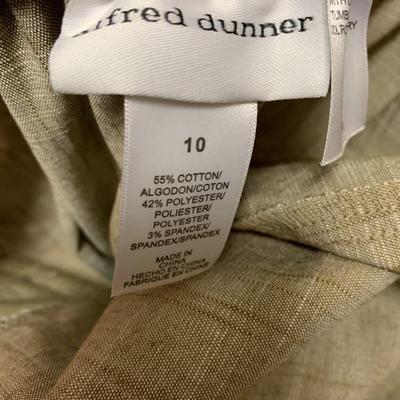 alfred dunner
TUMB
10
55% COTTON/
ALGODON/COTON
42% POLYESTER/
POLIESTER/
POLYESTER
3% SPANDEX/
SPANDEX/SPANDEX
MADE IN
CHINA
HECHO EN CHINA
FABRIQUE EN CHINE